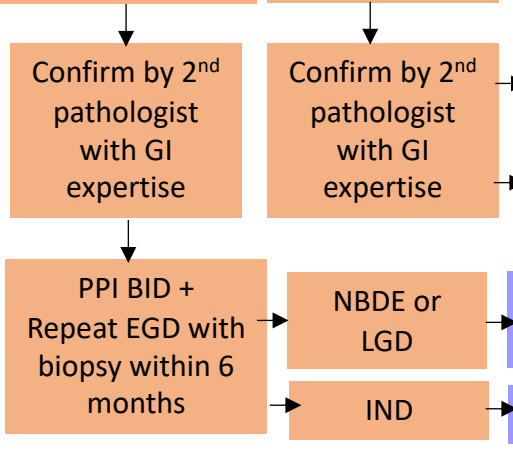 Confirm by 2nd
pathologist
with GI
expertise
Confirm by 2nd
pathologist
with GI
expertise
PPI BID +
Repeat EGD with
biopsy within 6
months
NBDE or
LGD
IND